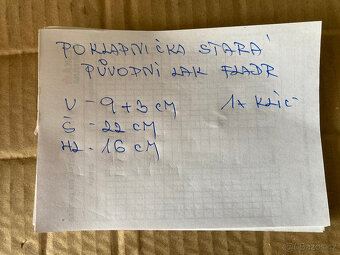 POKLADNIČKA STARÁ
PŮVODNÍ LAK FLADR
V - 9+3 CM 1x KLÍČ
Š - 22 CM
HL - 16 CM